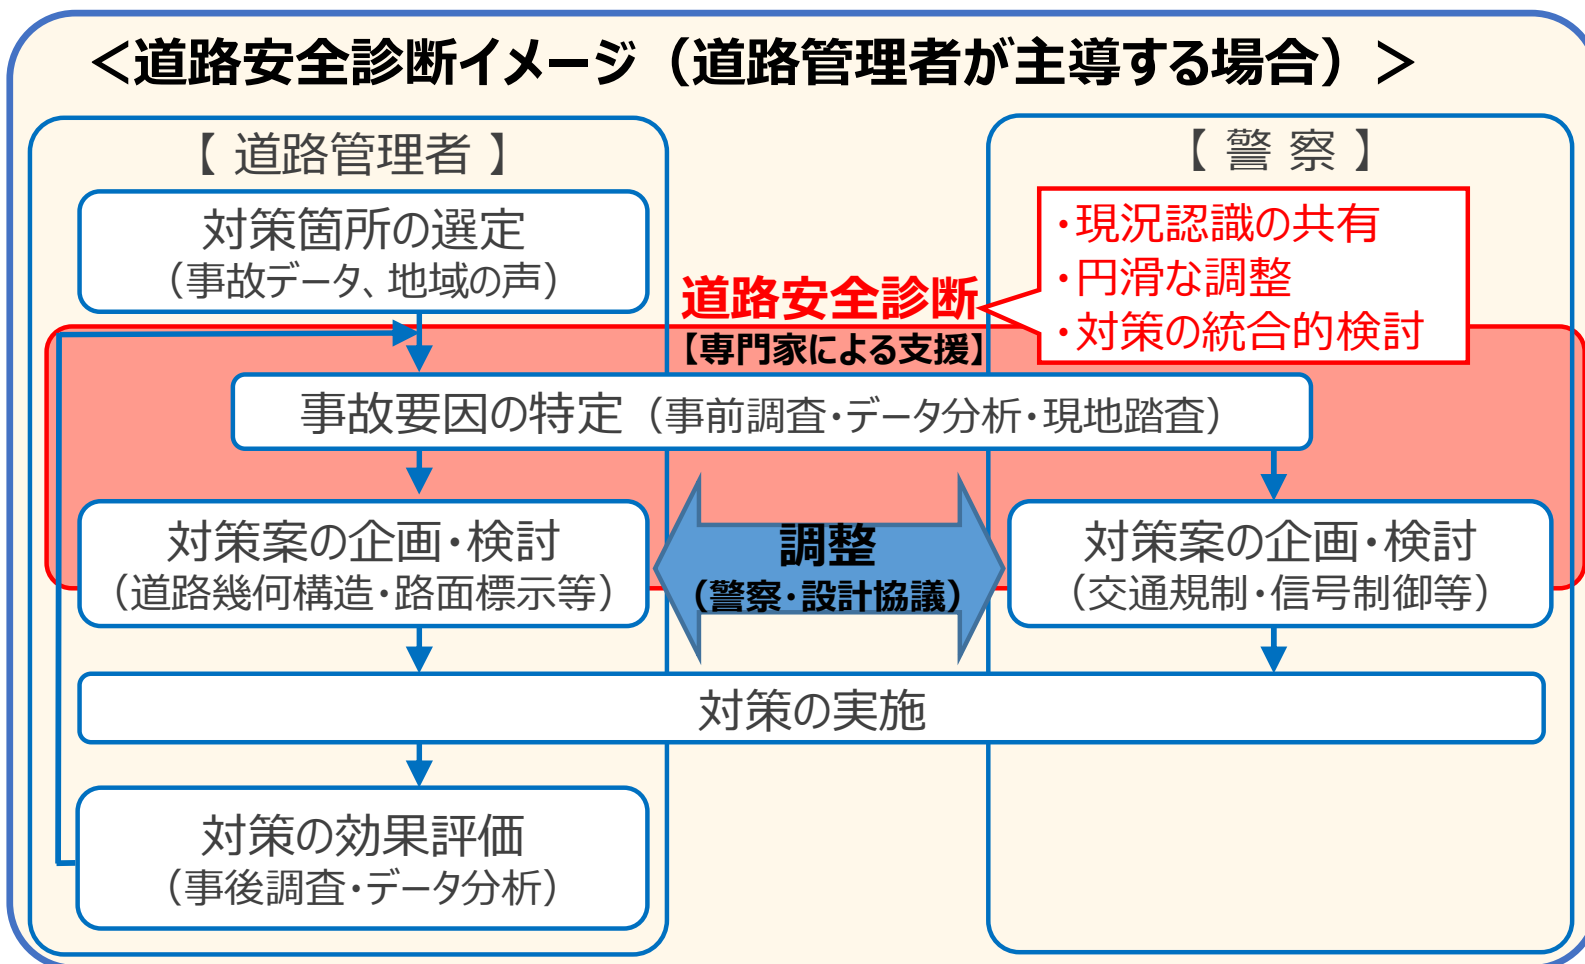 ＜道路安全診断イメージ（道路管理者が主導する場合）＞
【 道路管理者 】
【 警 察 】
対策箇所の選定
（事故データ、地域の声）
・現況認識の共有
・円滑な調整
・対策の統合的検討
道路安全診断
【専門家による支援】
事故要因の特定（事前調査・データ分析・現地踏査）
対策案の企画・検討
（道路幾何構造・路面標示等）
調整
（警察・設計協議）
対策案の企画・検討
（交通規制・信号制御等）
対策の実施
対策の効果評価
（事後調査・データ分析）